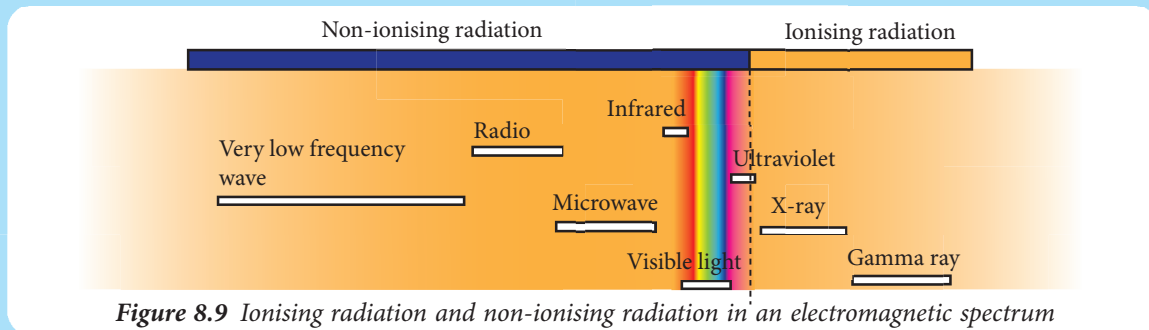 Non-ionising radiation
Ionising radiation
Infrared
Radio
Very low frequency
wave
Ultraviolet
Microwave
X-ray
Visible light
Gamma ray
Figure 8.9 Ionising radiation and non-ionising radiation in an electromagnetic spectrum